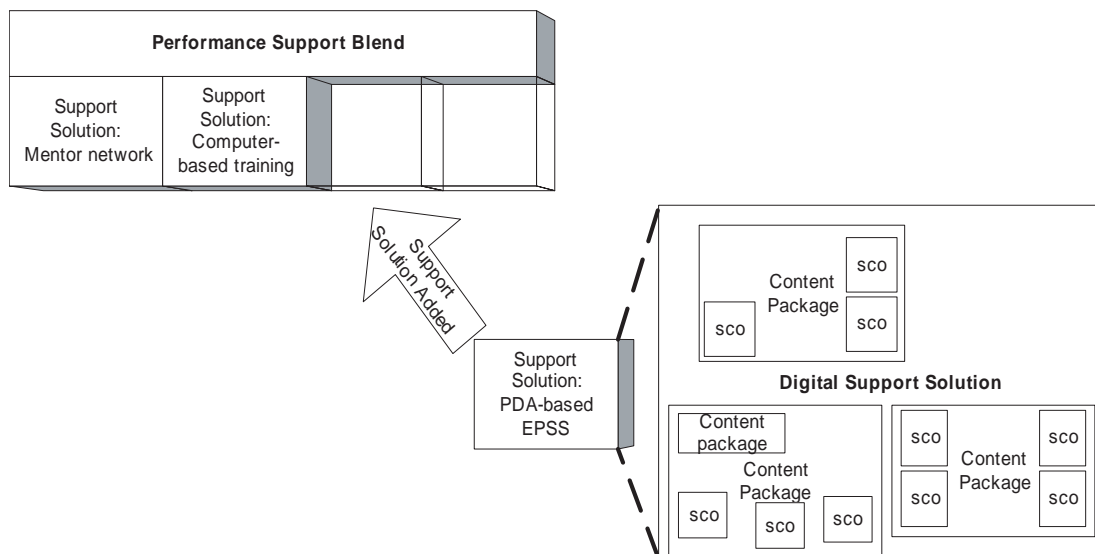 Performance Support Blend
Support
Solution:
Mentor network
Support
Solution:
Computer-
based training
Support
Solution Added
Support
Solution:
PDA-based
EPSS
sco
Content
Package
sco
sco
Digital Support Solution
Content
package
Content
Package
sco
sco
sco
sco
sco
Content
Package
sco
sco